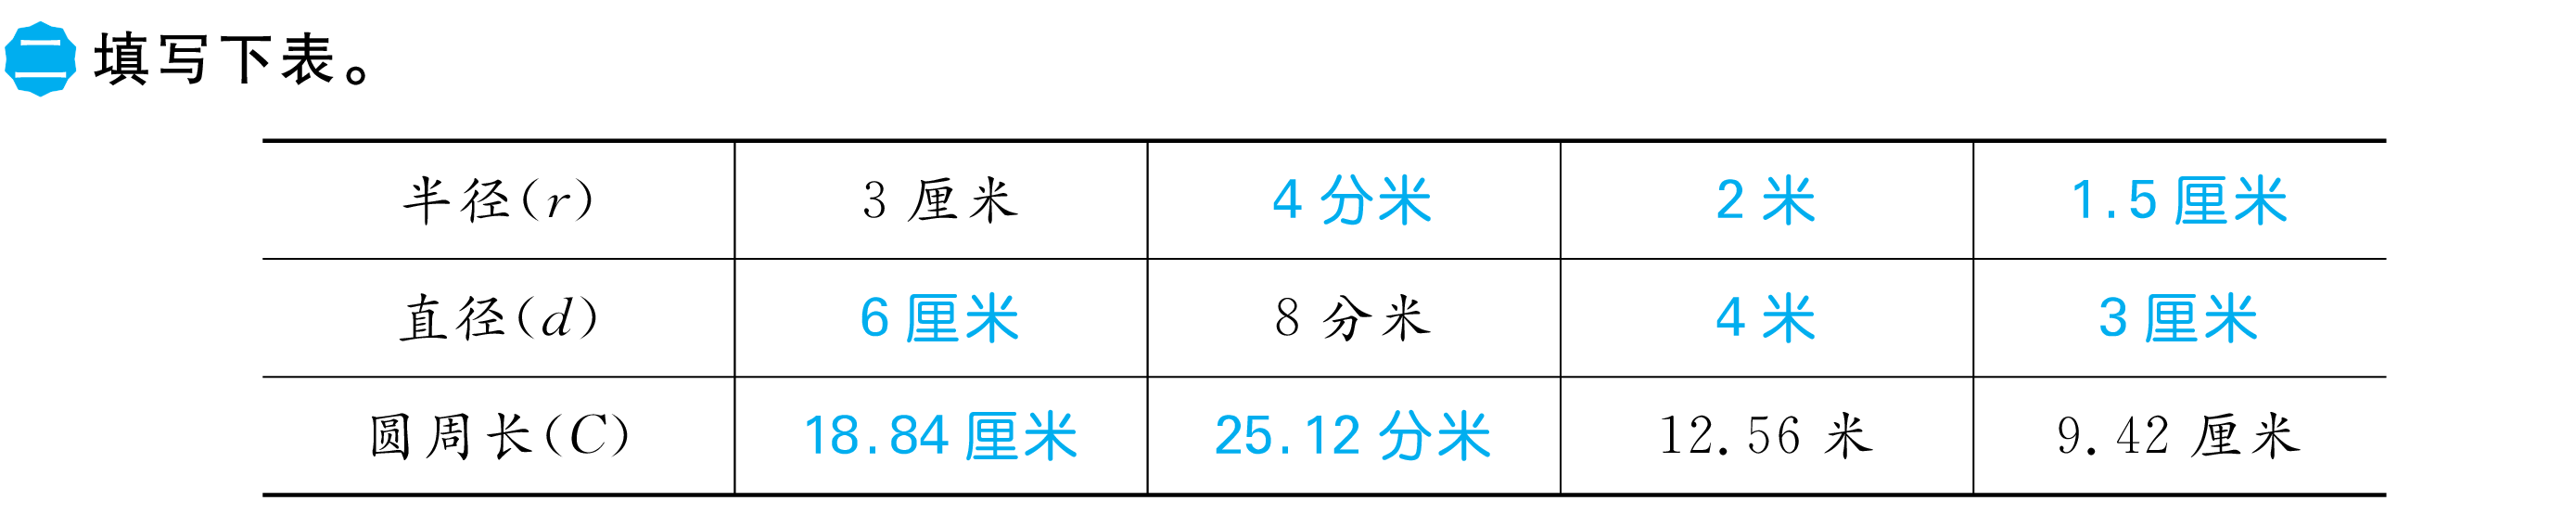 二 填写下表。
半径(r) 3 厘米 4 分米 2 米 1.5 厘米
直径(d) 6 厘米 8 分米 4 米 3 厘米
圆周长(C) 18.84 厘米 25.12 分米 12.56 米 9.42 厘米